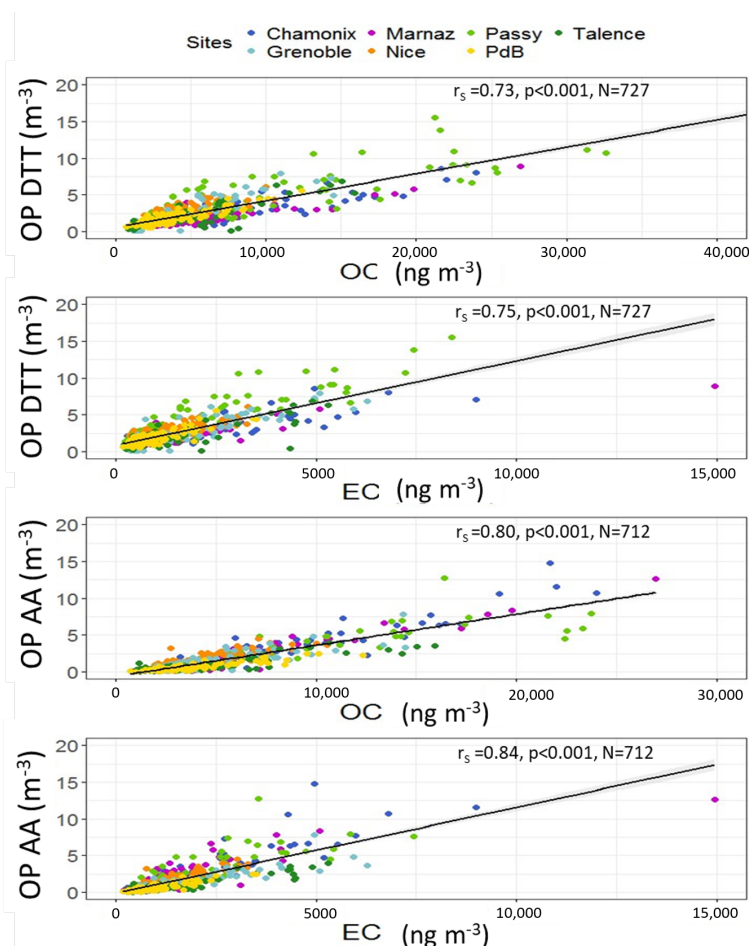 Sites Chamonix Marnaz Passy Talence
Grenoble Nice PdB
20
15
10
5
0
OP DTT (m-3)
rS =0.73, p<0.001, N=727
0 10,000 20,000 30,000 40,000
OC (ng m-3)
20
15
10
5
0
OP DTT (m-3)
rS =0.75, p<0.001, N=727
0 5000 10,000 15,000
EC (ng m-3)
20
15
10
5
0
OP AA (m-3)
rS =0.80, p<0.001, N=712
0 10,000 20,000 30,000
OC (ng m-3)
20
15
10
5
0
OP AA (m-3)
rS =0.84, p<0.001, N=712
0 5000 10,000 15,000
EC (ng m-3)